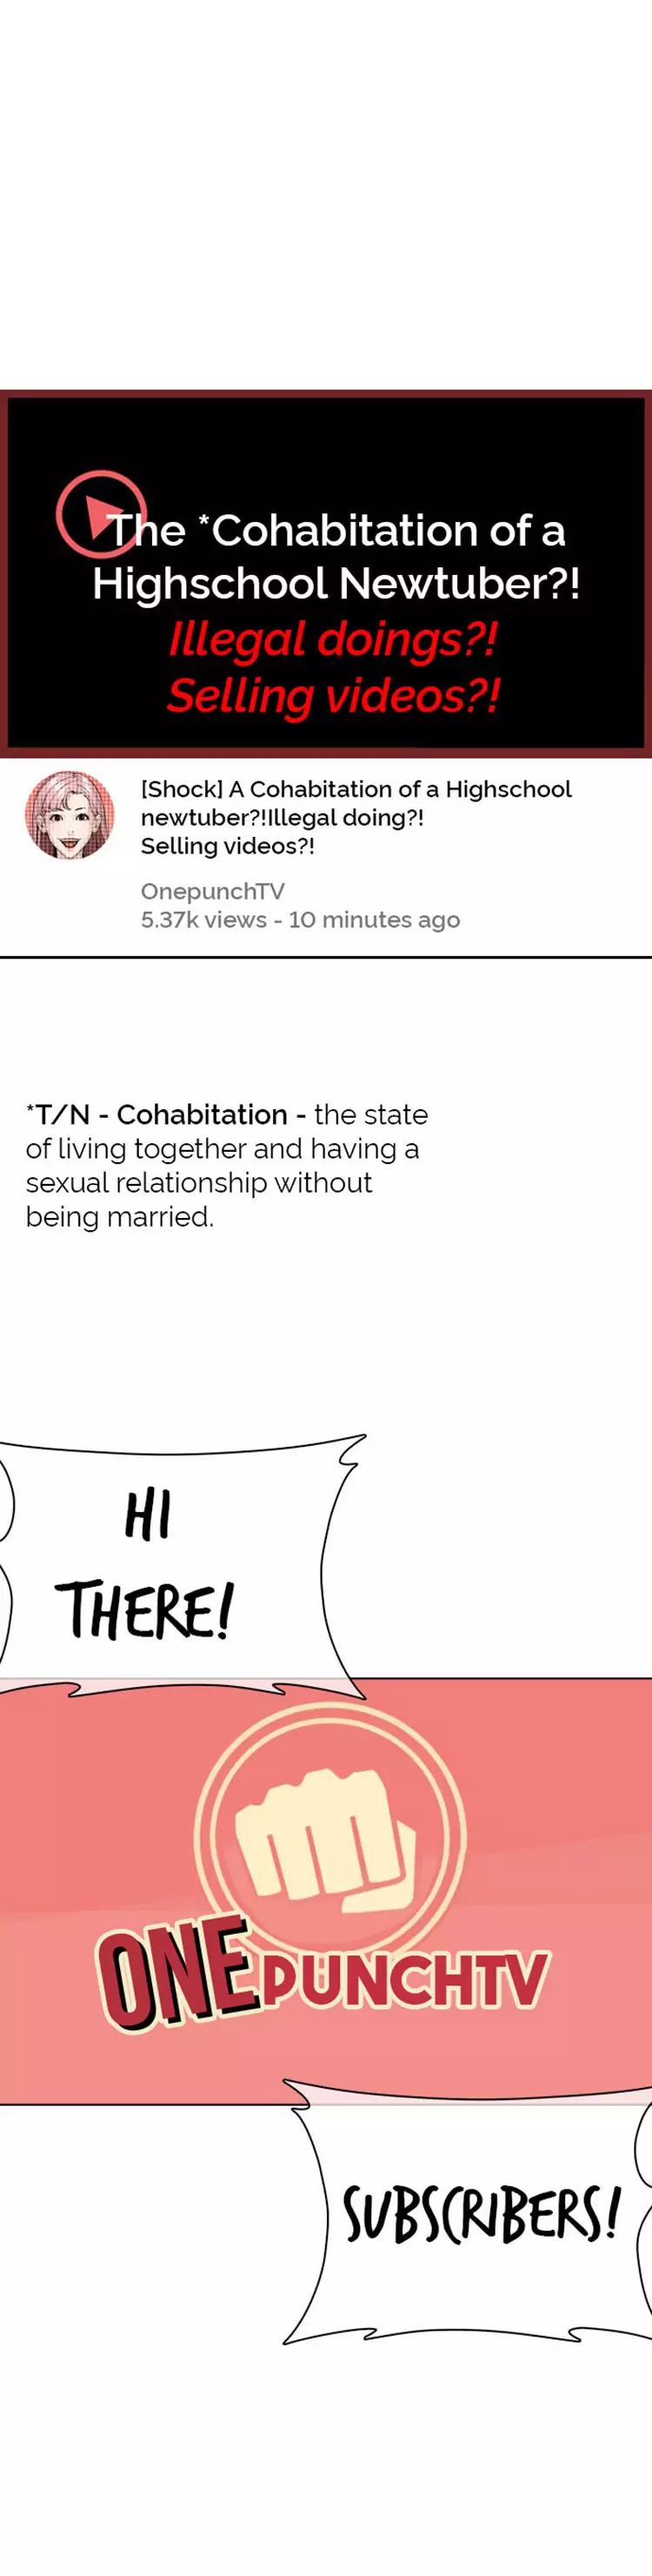 The *Cohabitation of a
Highschool Newtuber?!
Illegal doings?!
Selling videos?!
[Shock] A Cohabitation of a Highschool
newtuber?!Illegal doing?!
Selling videos?!
OnepunchTV
5.37k views - 10 minutes ago
*T/N - Cohabitation - the state
of living together and having a
sexual relationship without
being married.
HI
THERE!
ONEPUNCHTV
SUBSCRIBERS!